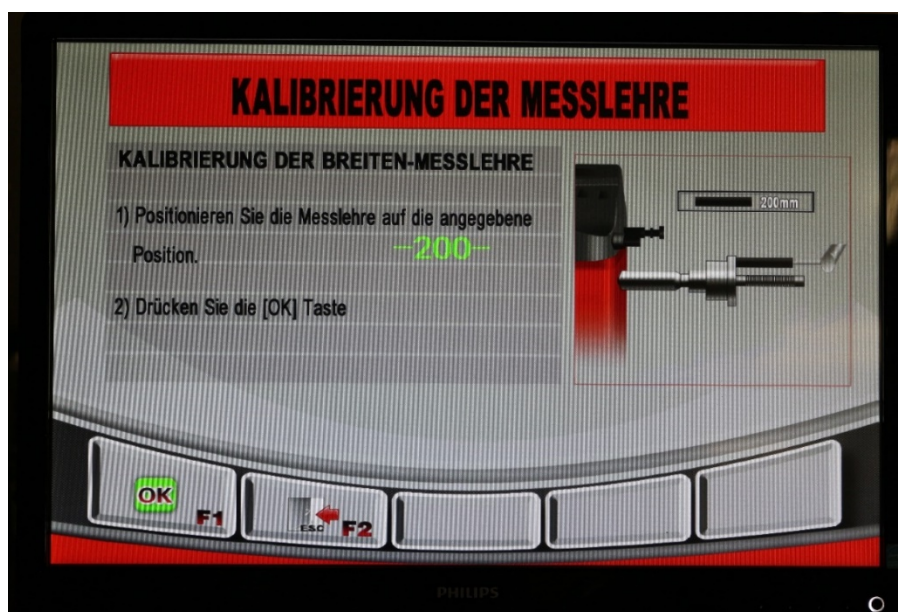 KALIBRIERUNG DER MESSLEHRE
KALIBRIERUNG DER BREITEN-MESSLEHRE
1) Positionieren Sie die Messlehre auf die angegebene
Position.
-200-
2) Drücken Sie die [OK] Taste
200mm
OK
F1
ESC
F2
PHILIPS